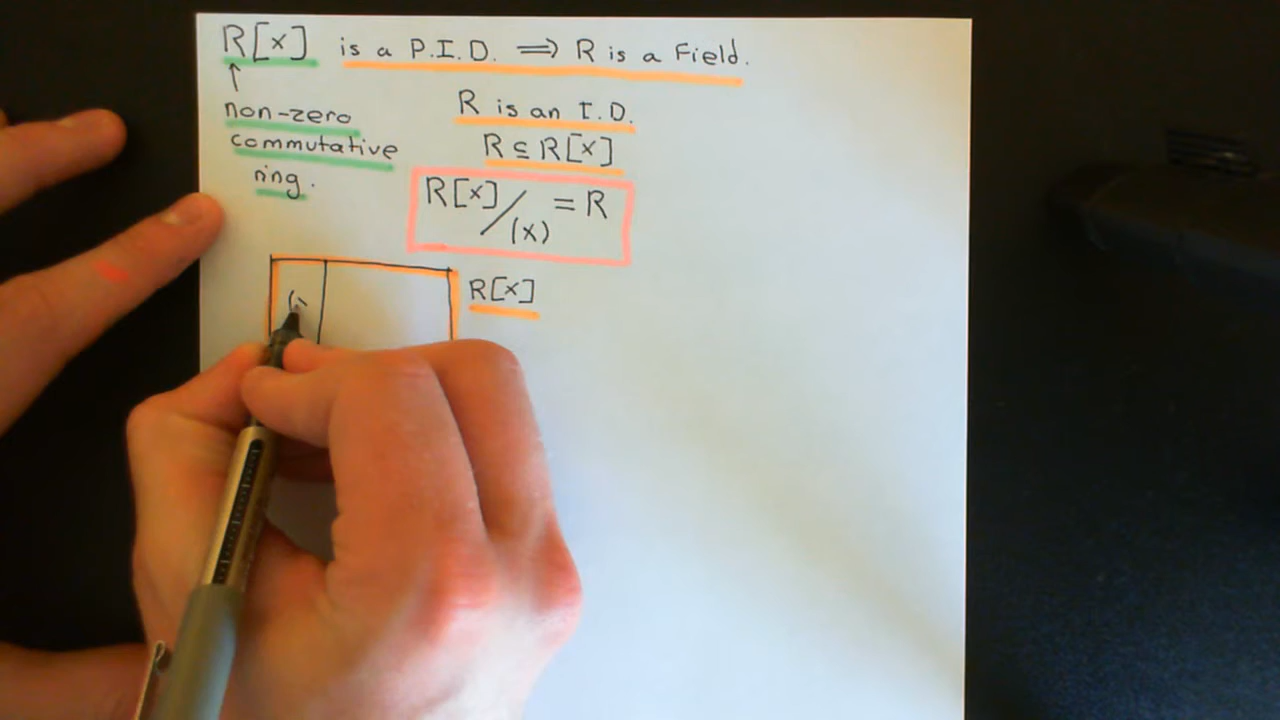 R[x] is a P.I.D. ⟹ R is a Field.
↑
non-zero
commutative
ring.
R is an I.D.
R ⊆ R[x]
R[x]/(x) = R
R[x]